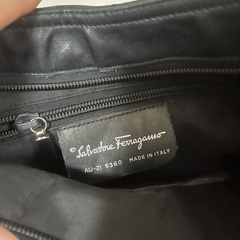 Salvatore Ferragamo
AU-21 5360 MADE IN ITALY